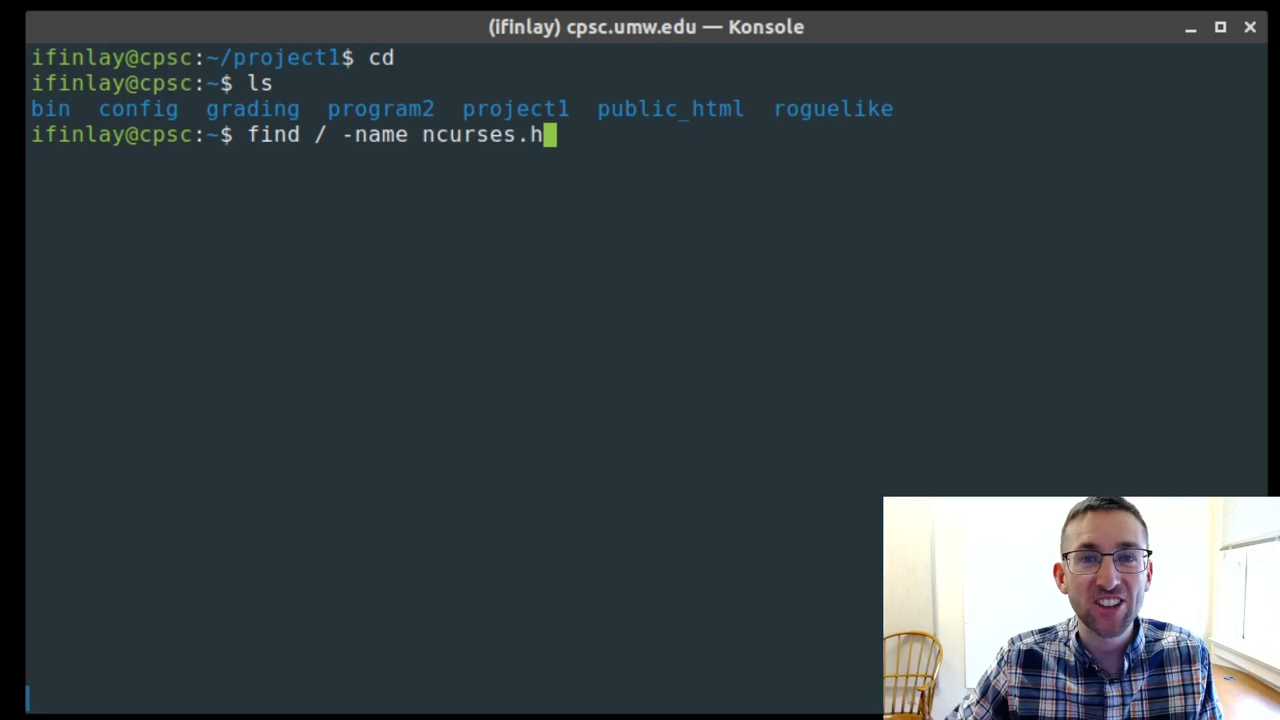 (ifinlay) cpsc.umw.edu — Konsole
ifinlay@cpsc:~/project1$ cd
ifinlay@cpsc:~$ ls
bin config grading program2 project1 public_html roguelike
ifinlay@cpsc:~$ find / -name ncurses.h